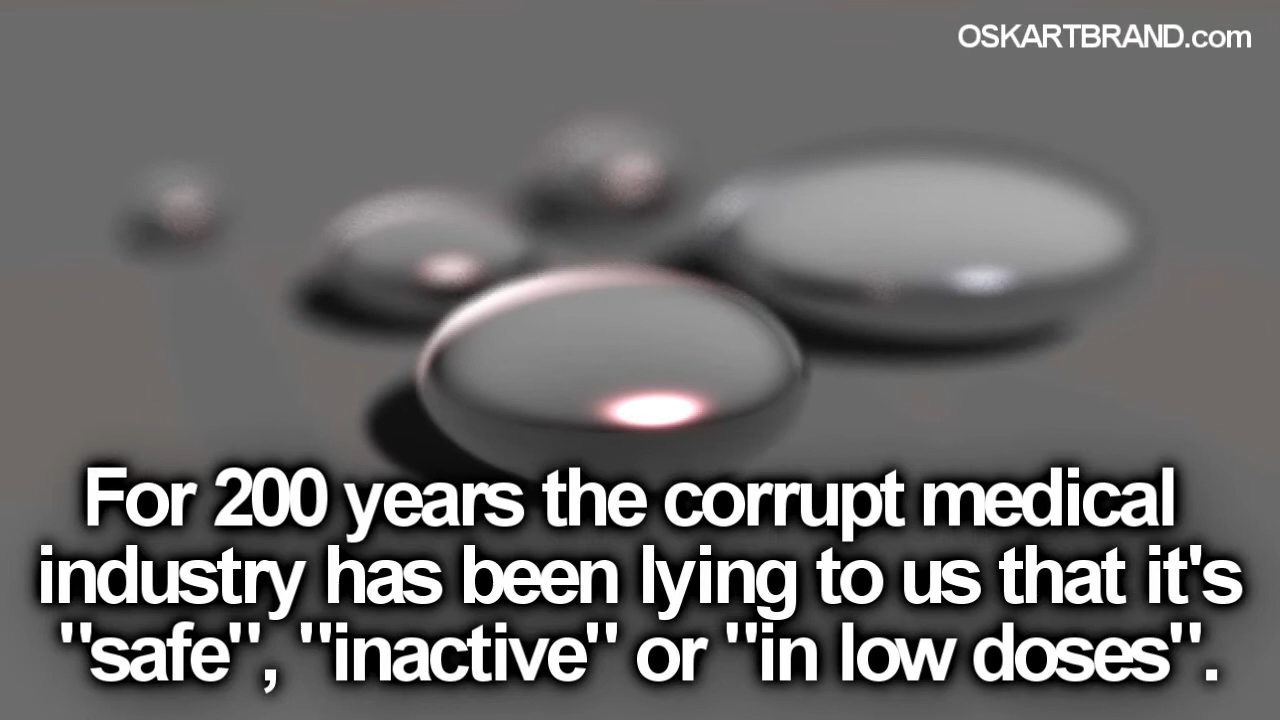 OSKARTBRAND.com
For 200 years the corrupt medical
industry has been lying to us that it's
"safe", "inactive" or "in low doses".